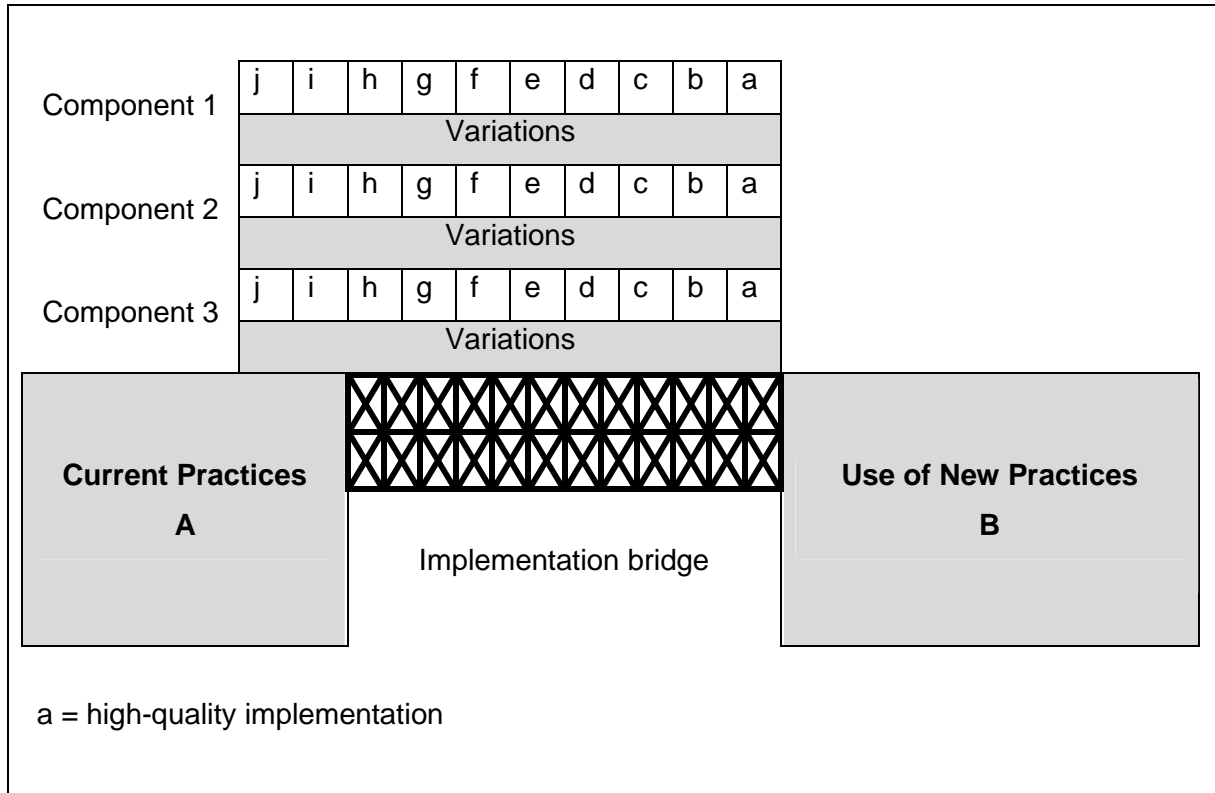 Component 1 j i h g f e d c b a
Variations
Component 2 j i h g f e d c b a
Variations
Component 3 j i h g f e d c b a
Variations
Current Practices
A
Implementation bridge
Use of New Practices
B
a = high-quality implementation